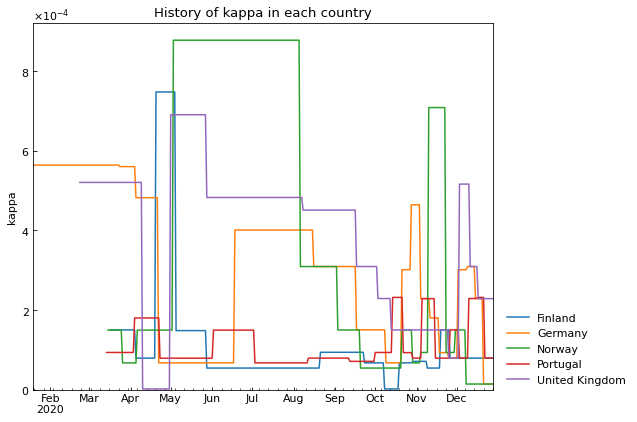 History of kappa in each country
×10⁻⁴
8
6
4
2
0
kappa
Feb Mar Apr May Jun Jul Aug Sep Oct Nov Dec
2020
Finland
Germany
Norway
Portugal
United Kingdom